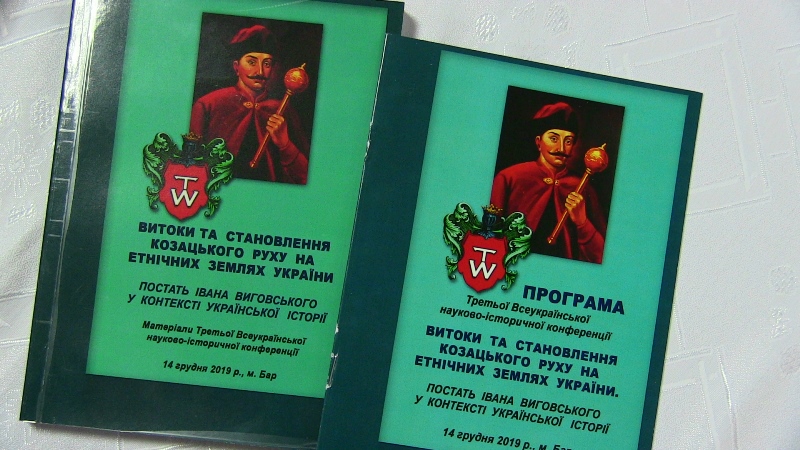 TW
ВИТОКИ ТА СТАНОВЛЕННЯ
КОЗАЦЬКОГО РУХУ НА
ЕТНІЧНИХ ЗЕМЛЯХ УКРАЇНИ
ПОСТАТЬ ІВАНА ВИГОВСЬКОГО
У КОНТЕКСТІ УКРАЇНСЬКОЇ ІСТОРІЇ
Матеріали Третьої Всеукраїнської
науково-історичної конференції
14 грудня 2019 р., м. Бар
TW
ПРОГРАМА
Третьої Всеукраїнської
науково-історичної конференції
ВИТОКИ ТА СТАНОВЛЕННЯ
КОЗАЦЬКОГО РУХУ НА
ЕТНІЧНИХ ЗЕМЛЯХ УКРАЇНИ.
ПОСТАТЬ ІВАНА ВИГОВСЬКОГО
У КОНТЕКСТІ УКРАЇНСЬКОЇ ІСТОРІЇ
14 грудня 2019 р., м. Бар